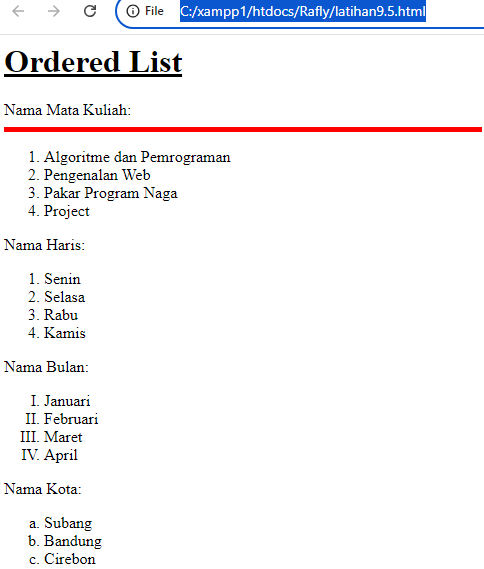 File C:/xampp1/htdocs/Rafly/latihan9.5.html
Ordered List
Nama Mata Kuliah:
1. Algoritme dan Pemrograman
2. Pengenalan Web
3. Pakar Program Naga
4. Project
Nama Haris:
1. Senin
2. Selasa
3. Rabu
4. Kamis
Nama Bulan:
I. Januari
II. Februari
III. Maret
IV. April
Nama Kota:
a. Subang
b. Bandung
c. Cirebon